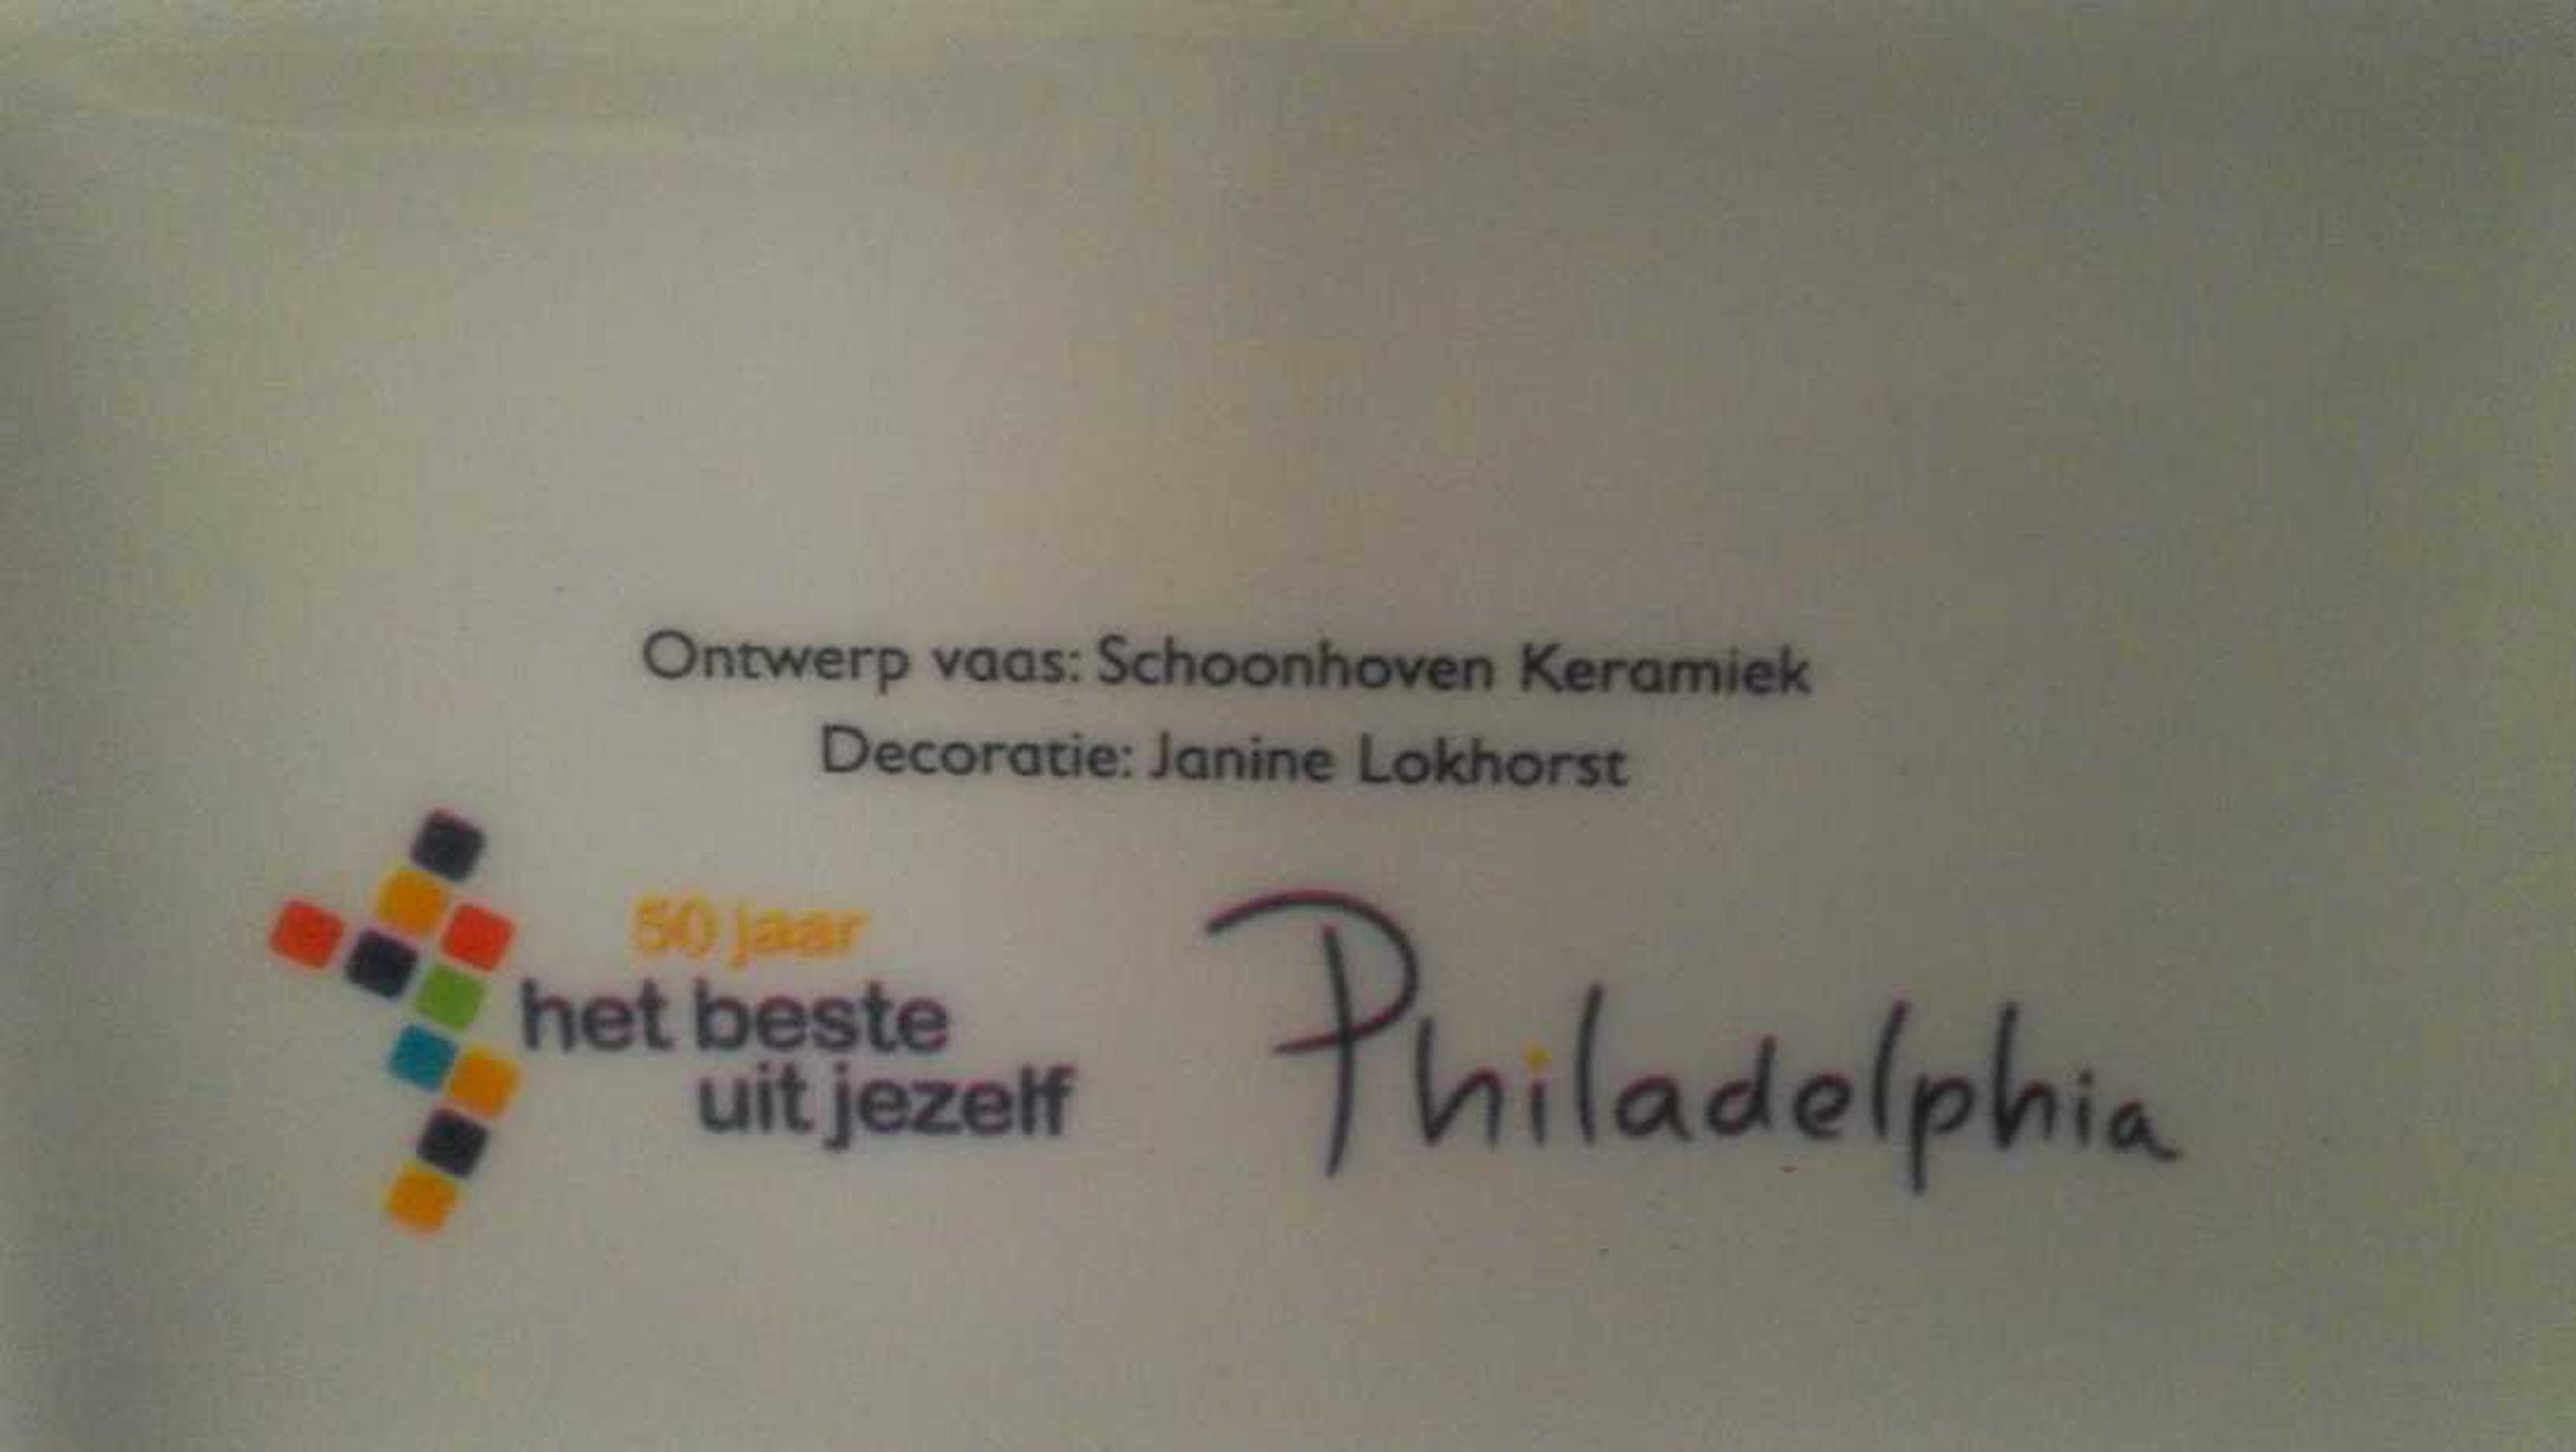 Ontwerp vaas: Schoonhoven Keramiek
Decoratie: Janine Lokhorst
50 jaar
het beste
uit jezelf
Philadelphia